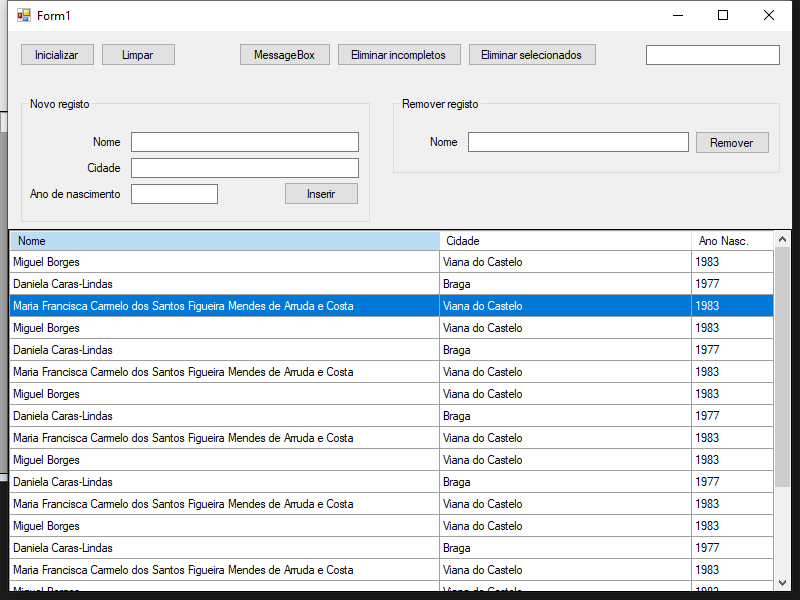 Form1
Inicializar Limpar MessageBox Eliminar incompletos Eliminar selecionados
Novo registo Remover registo
Nome Nome Remover
Cidade
Ano de nascimento Inserir
Nome Cidade Ano Nasc.
Miguel Borges Viana do Castelo 1983
Daniela Caras-Lindas Braga 1977
Maria Francisca Carmelo dos Santos Figueira Mendes de Arruda e Costa Viana do Castelo 1983
Miguel Borges Viana do Castelo 1983
Daniela Caras-Lindas Braga 1977
Maria Francisca Carmelo dos Santos Figueira Mendes de Arruda e Costa Viana do Castelo 1983
Miguel Borges Viana do Castelo 1983
Daniela Caras-Lindas Braga 1977
Maria Francisca Carmelo dos Santos Figueira Mendes de Arruda e Costa Viana do Castelo 1983
Miguel Borges Viana do Castelo 1983
Daniela Caras-Lindas Braga 1977
Maria Francisca Carmelo dos Santos Figueira Mendes de Arruda e Costa Viana do Castelo 1983
Miguel Borges Viana do Castelo 1983
Daniela Caras-Lindas Braga 1977
Maria Francisca Carmelo dos Santos Figueira Mendes de Arruda e Costa Viana do Castelo 1983
Miguel Borges Viana do Castelo 1983